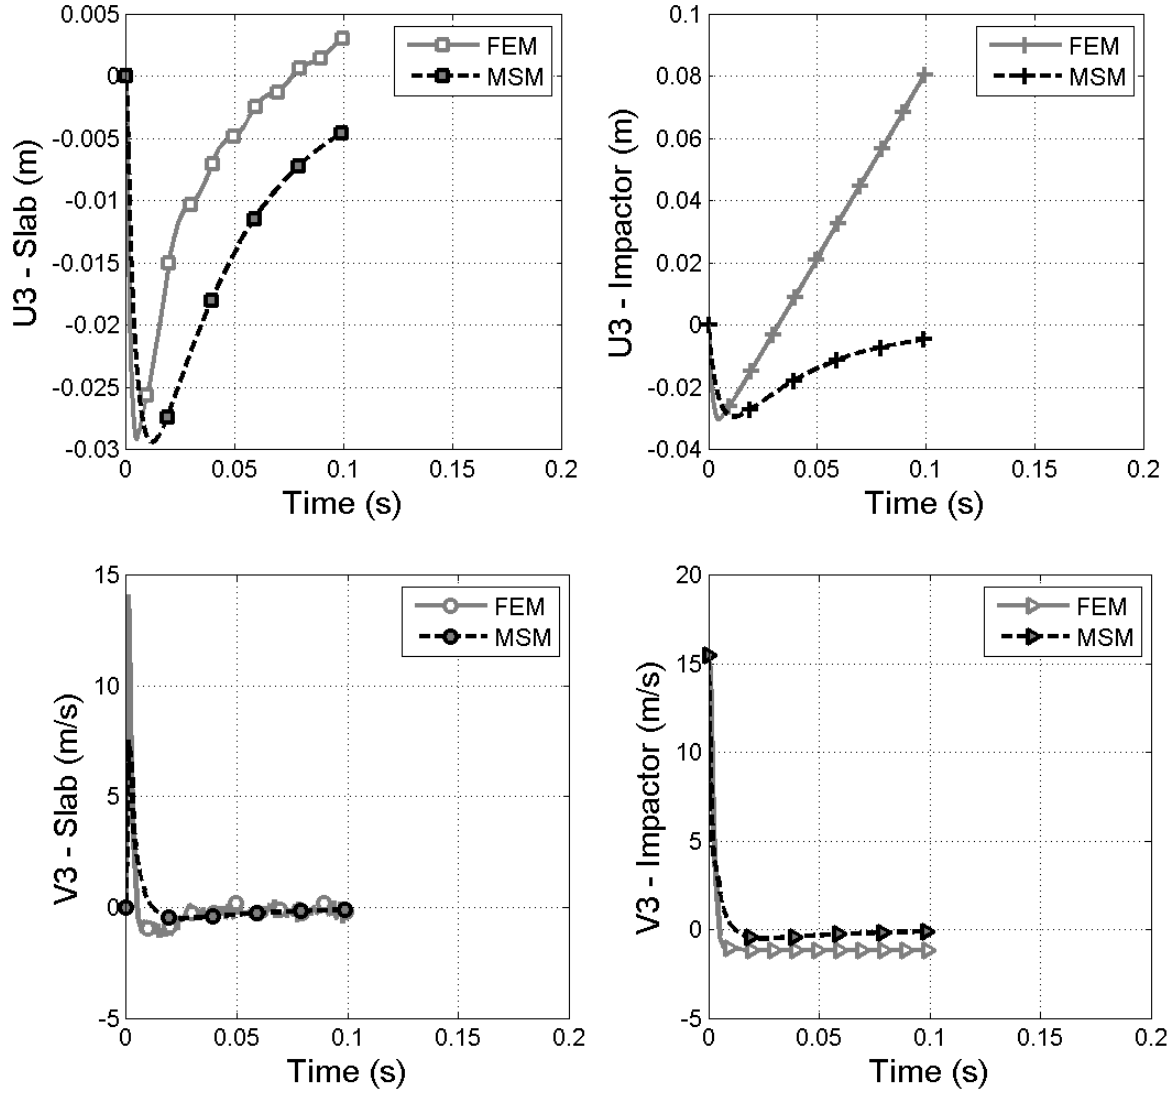 0.005
0
-0.005
-0.01
-0.015
-0.02
-0.025
-0.03
U3 - Slab (m)
FEM
MSM
0 0.05 0.1 0.15 0.2
Time (s)
0.1
0.08
0.06
0.04
0.02
0
-0.02
-0.04
U3 - Impactor (m)
FEM
MSM
0 0.05 0.1 0.15 0.2
Time (s)
15
10
5
0
-5
V3 - Slab (m/s)
FEM
MSM
0 0.05 0.1 0.15 0.2
Time (s)
20
15
10
5
0
-5
V3 - Impactor (m/s)
FEM
MSM
0 0.05 0.1 0.15 0.2
Time (s)